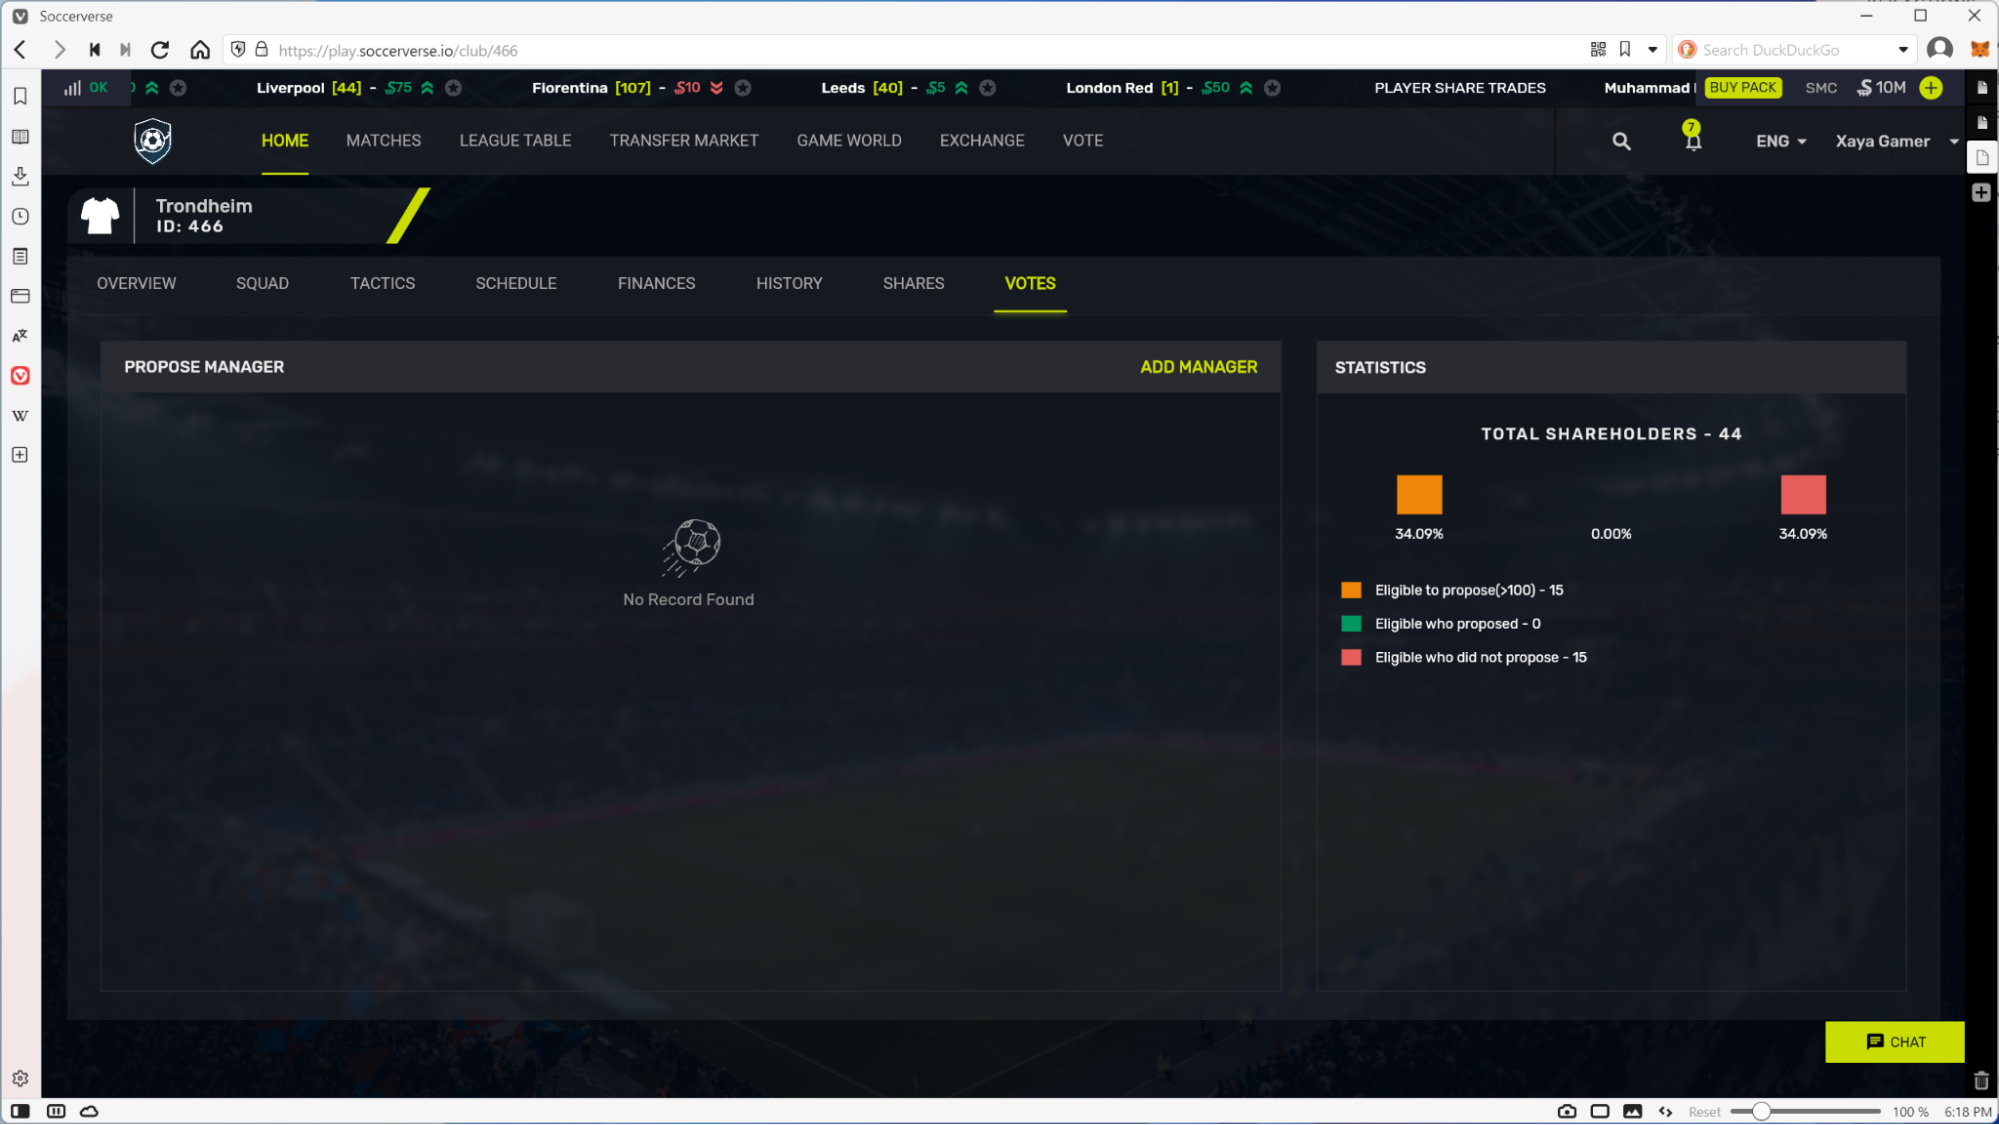 Soccerverse
https://play.soccerverse.io/club/466
Search DuckDuckGo
OK
Liverpool [44] - $75
Fiorentina [107] - $10
Leeds [40] - $5
London Red [1] - $50
PLAYER SHARE TRADES
Muhammad
BUY PACK
SMC
$ 10M
HOME MATCHES LEAGUE TABLE TRANSFER MARKET GAME WORLD EXCHANGE VOTE
7
ENG
Xaya Gamer
Trondheim
ID: 466
OVERVIEW SQUAD TACTICS SCHEDULE FINANCES HISTORY SHARES VOTES
PROPOSE MANAGER
ADD MANAGER
No Record Found
STATISTICS
TOTAL SHAREHOLDERS - 44
34.09% 0.00% 34.09%
Eligible to propose(>100) - 15
Eligible who proposed - 0
Eligible who did not propose - 15
CHAT
Reset 100 % 6:18 PM